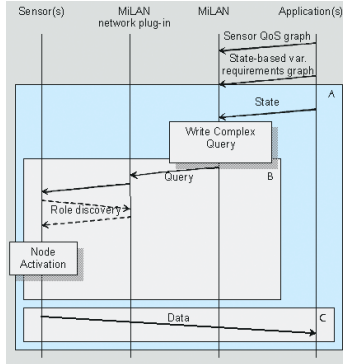 Sensor(s) MiLAN MiLAN Application(s)
network plug-in
Sensor QoS graph
State-based var.
requirements graph
A
State
Write Complex
Query
Query B
Role discovery
Node
Activation
Data C